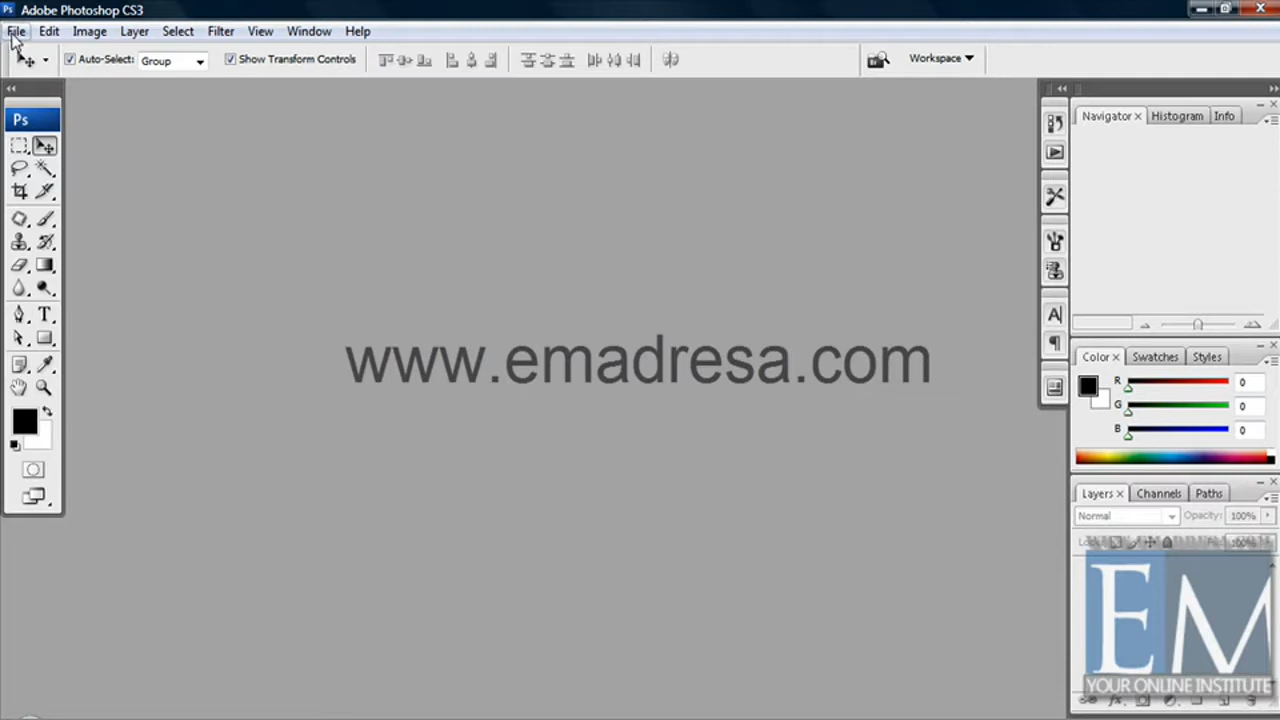 Ps Adobe Photoshop CS3
File Edit Image Layer Select Filter View Window Help
Auto-Select: Group Show Transform Controls Workspace
Ps
Navigator Histogram Info
www.emadresa.com
Color Swatches Styles
R 0
G 0
B 0
Layers Channels Paths
Normal Opacity: 100%
100%
EM
YOUR ONLINE INSTITUTE